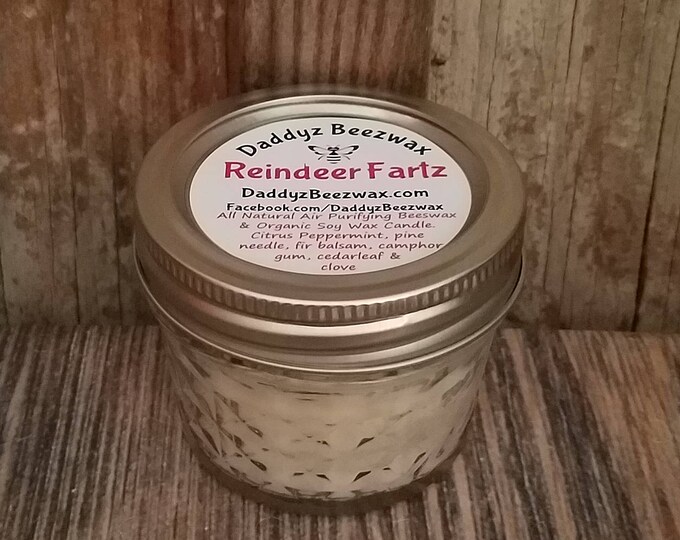 Daddyz Beezwax
Reindeer Fartz
DaddyzBeezwax.com
Facebook.com/DaddyzBeezwax
All Natural Air Purifying Beeswax
& Organic Soy Wax Candle.
Citrus Peppermint, pine
needle, fir balsam, camphor
gum, cedarleaf &
clove